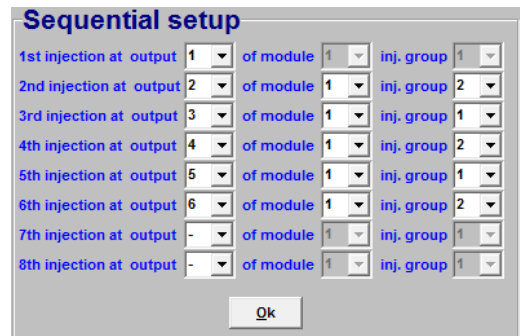 Sequential setup
1st injection at output 1 of module 1 inj. group 1
2nd injection at output 2 of module 1 inj. group 2
3rd injection at output 3 of module 1 inj. group 1
4th injection at output 4 of module 1 inj. group 2
5th injection at output 5 of module 1 inj. group 1
6th injection at output 6 of module 1 inj. group 2
7th injection at output - of module 1 inj. group 1
8th injection at output - of module 1 inj. group 1
Ok